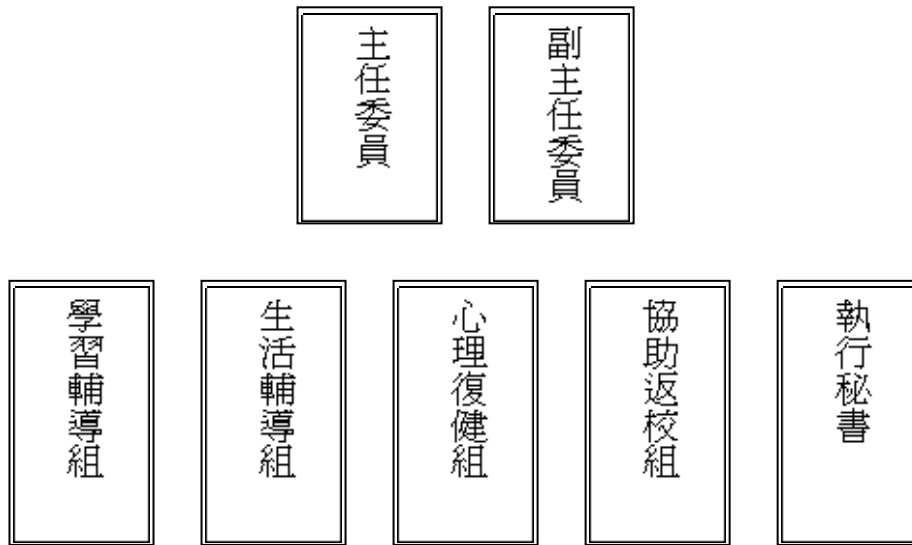 主任委員
副主任委員
學習輔導組
生活輔導組
心理復健組
協助返校組
執行秘書